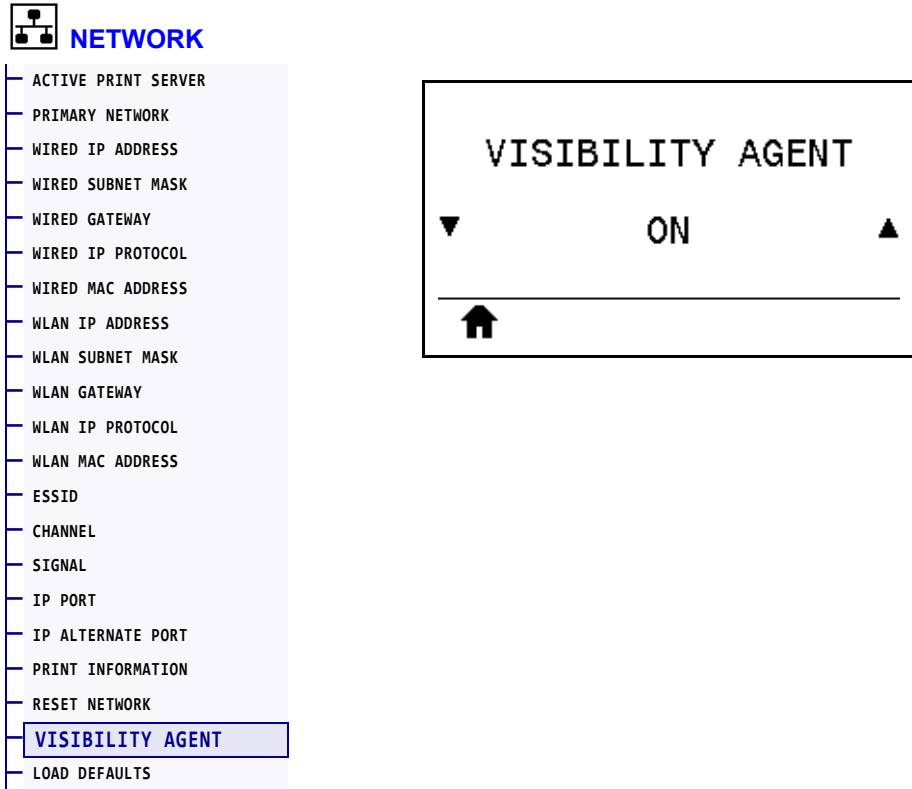 NETWORK
ACTIVE PRINT SERVER
PRIMARY NETWORK
WIRED IP ADDRESS
WIRED SUBNET MASK
WIRED GATEWAY
WIRED IP PROTOCOL
WIRED MAC ADDRESS
WLAN IP ADDRESS
WLAN SUBNET MASK
WLAN GATEWAY
WLAN IP PROTOCOL
WLAN MAC ADDRESS
ESSID
CHANNEL
SIGNAL
IP PORT
IP ALTERNATE PORT
PRINT INFORMATION
RESET NETWORK
VISIBILITY AGENT
LOAD DEFAULTS
VISIBILITY AGENT
ON